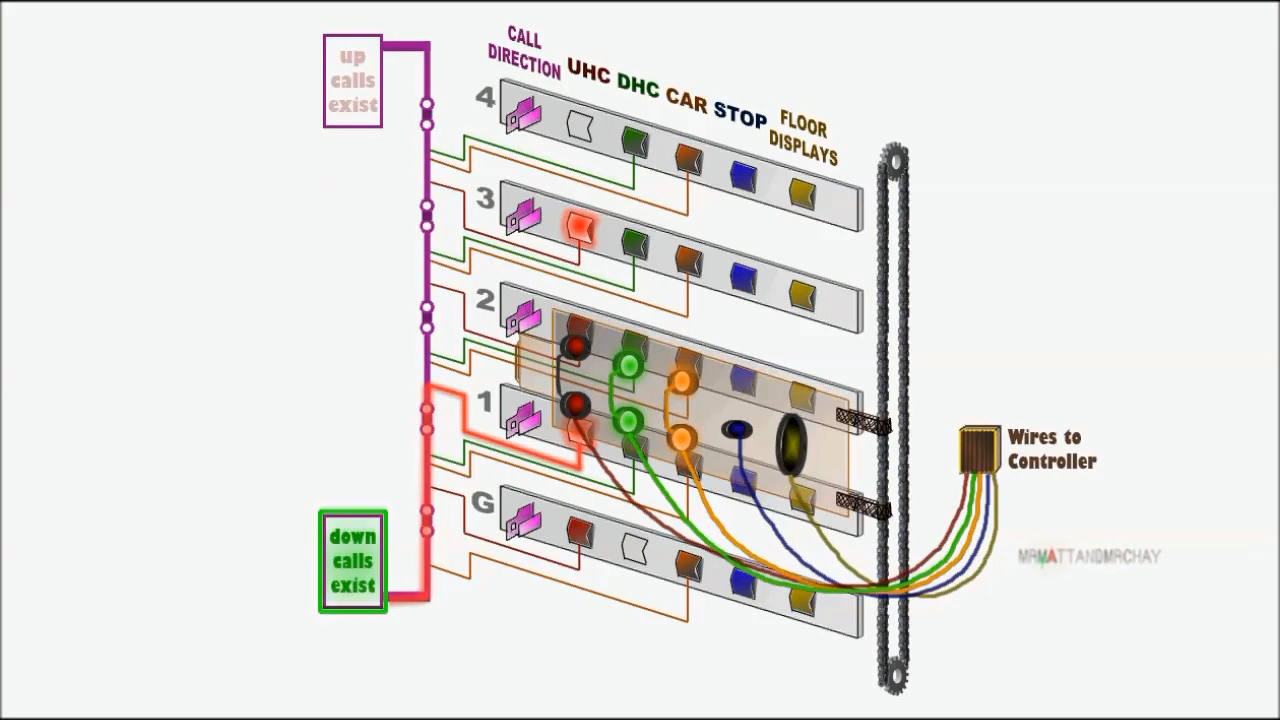 up
calls
exist
CALL
DIRECTION
UHC DHC CAR STOP
FLOOR
DISPLAYS
4
3
2
1
G
down
calls
exist
Wires to
Controller
MRMATTANDMRCHAY